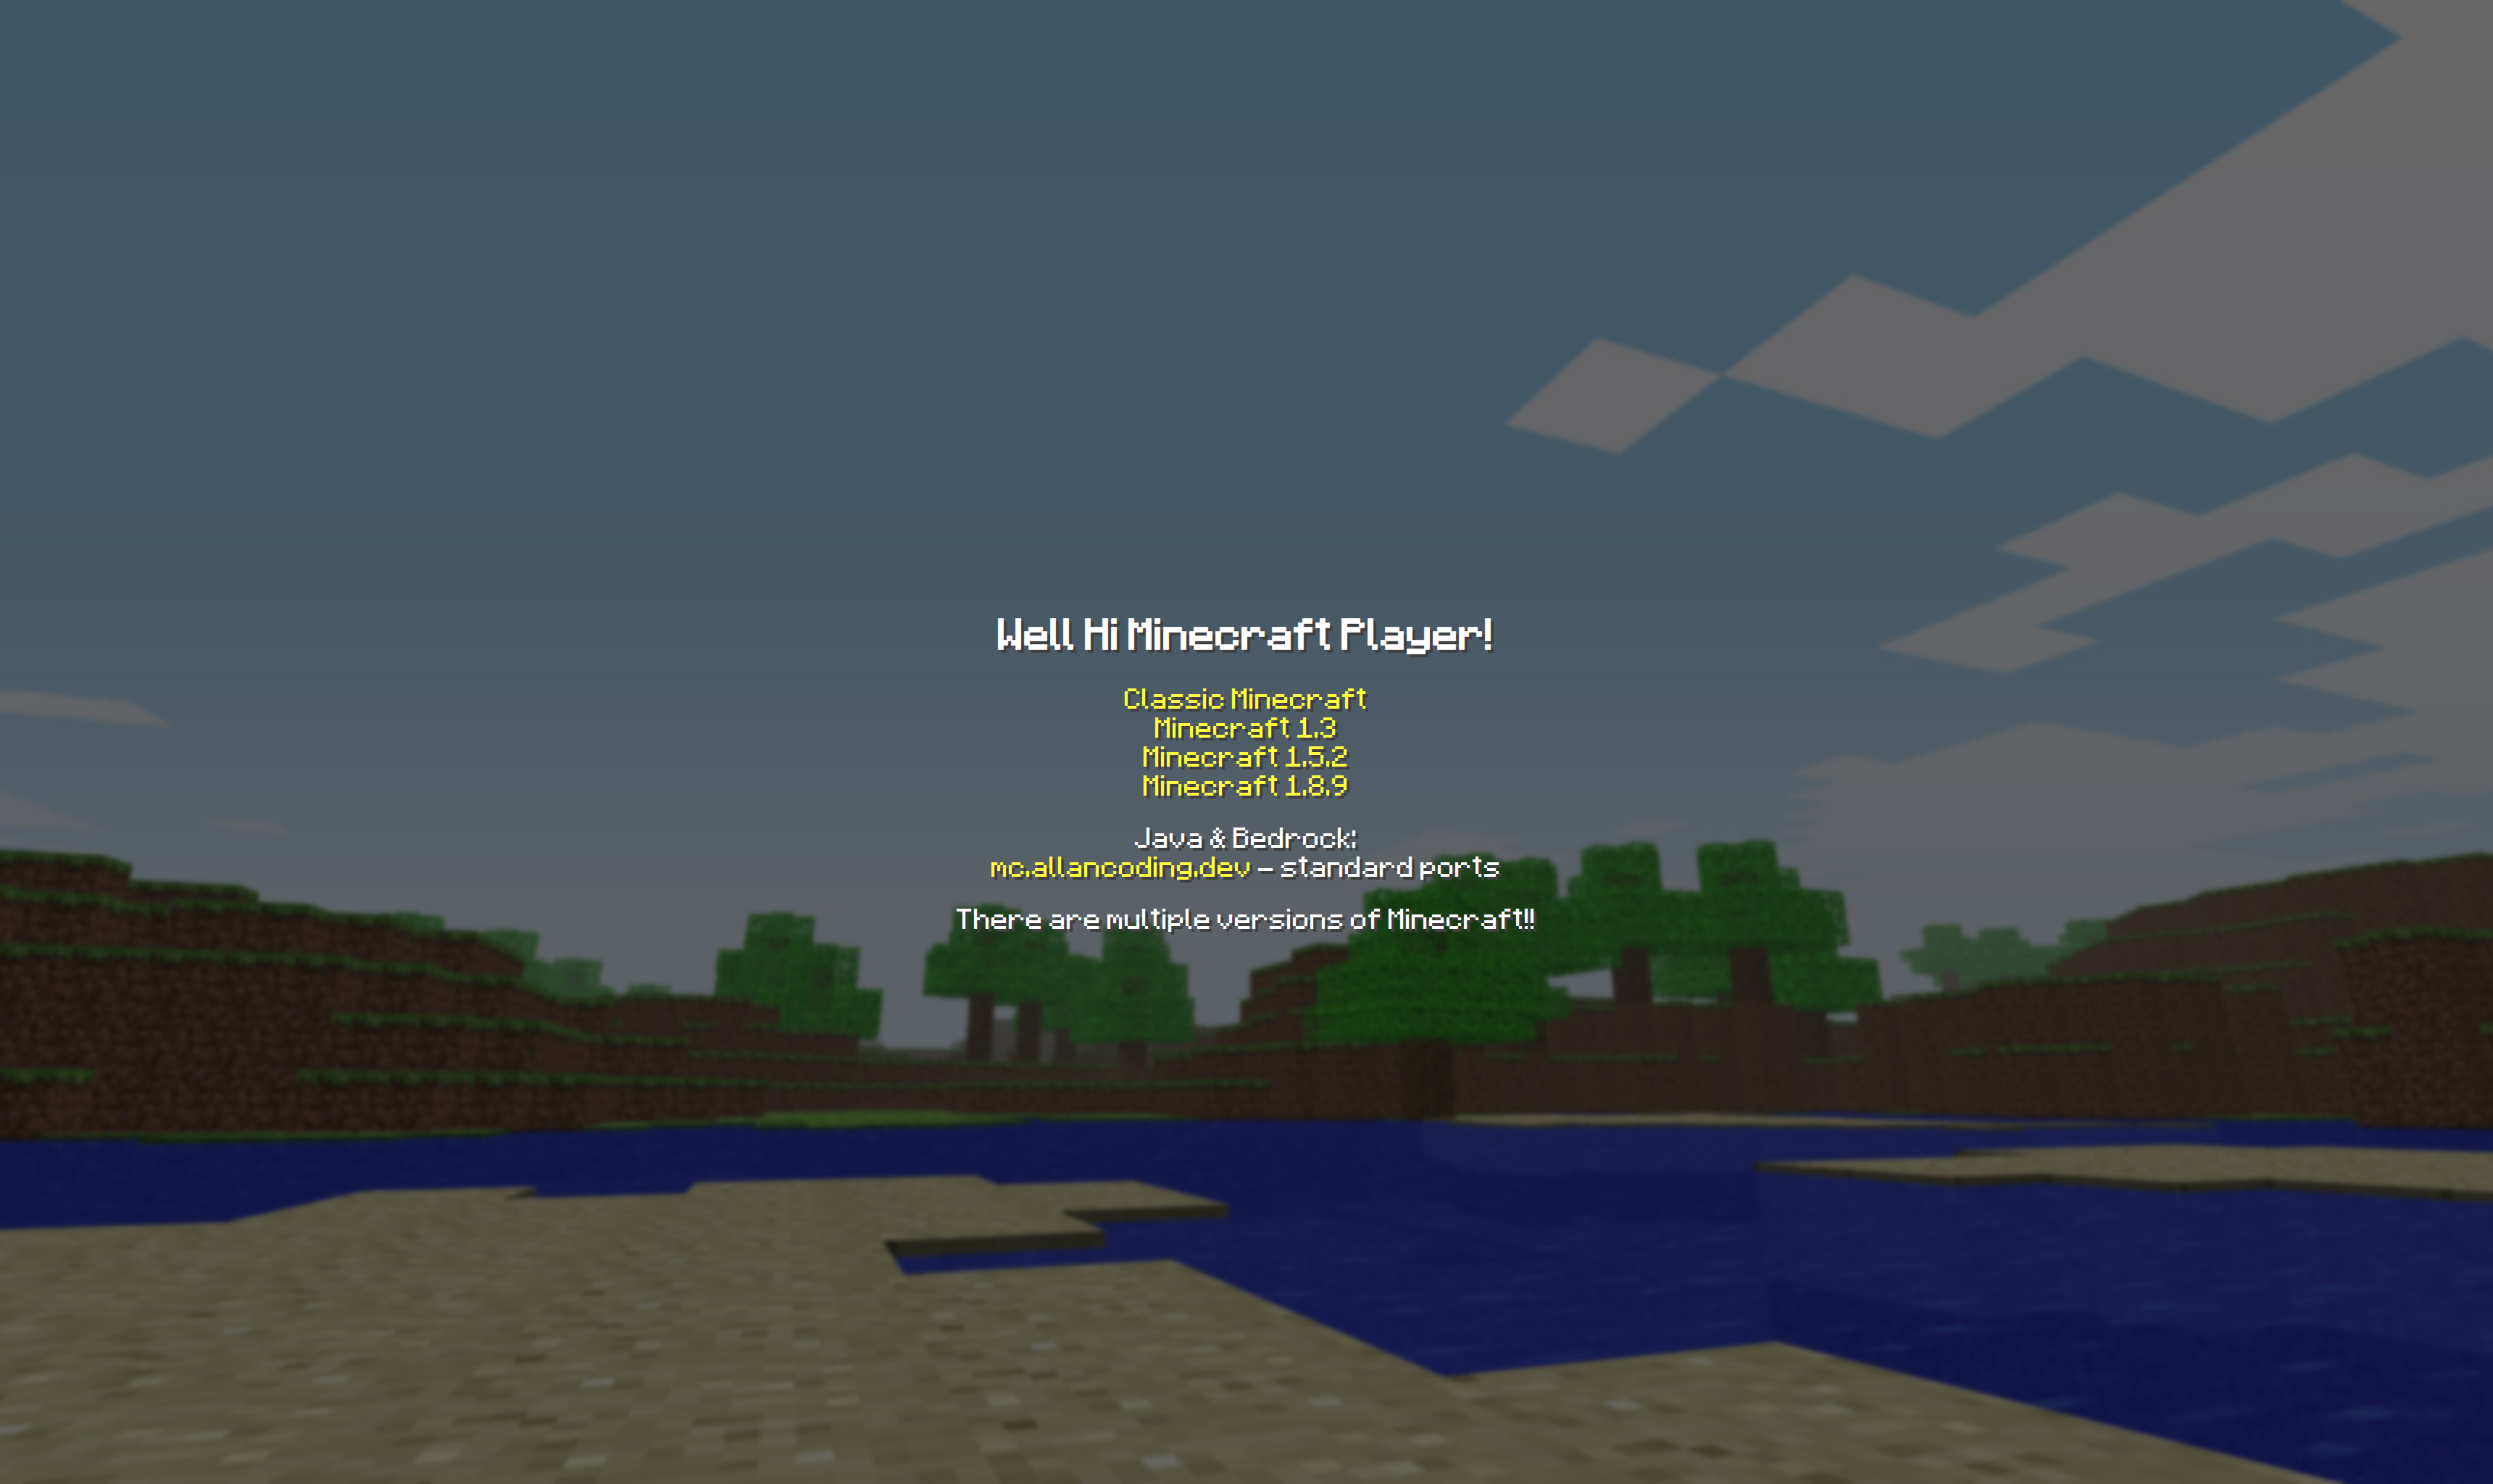 Well Hi Minecraft Player!
Classic Minecraft
Minecraft 1.3
Minecraft 1.5.2
Minecraft 1.8.9
Java & Bedrock:
mc.allancoding.dev – standard ports
There are multiple versions of Minecraft!!